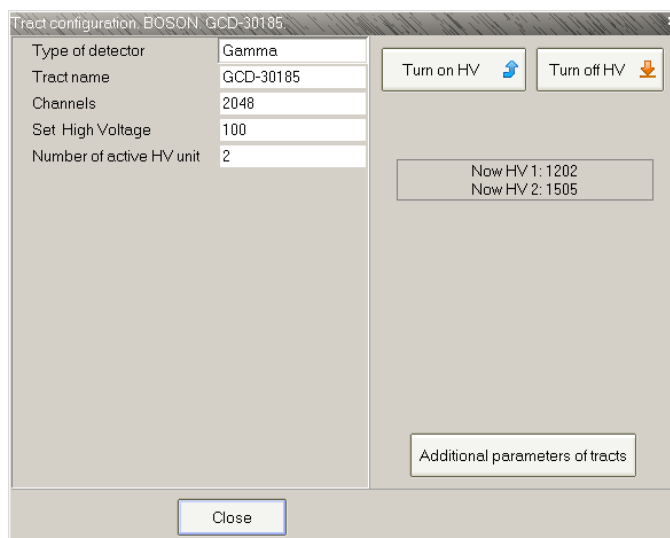 Tract configuration. BOSON. GCD-30185.
Type of detector Gamma
Tract name GCD-30185
Channels 2048
Set High Voltage 100
Number of active HV unit 2
Turn on HV
Turn off HV
Now HV 1: 1202
Now HV 2: 1505
Additional parameters of tracts
Close